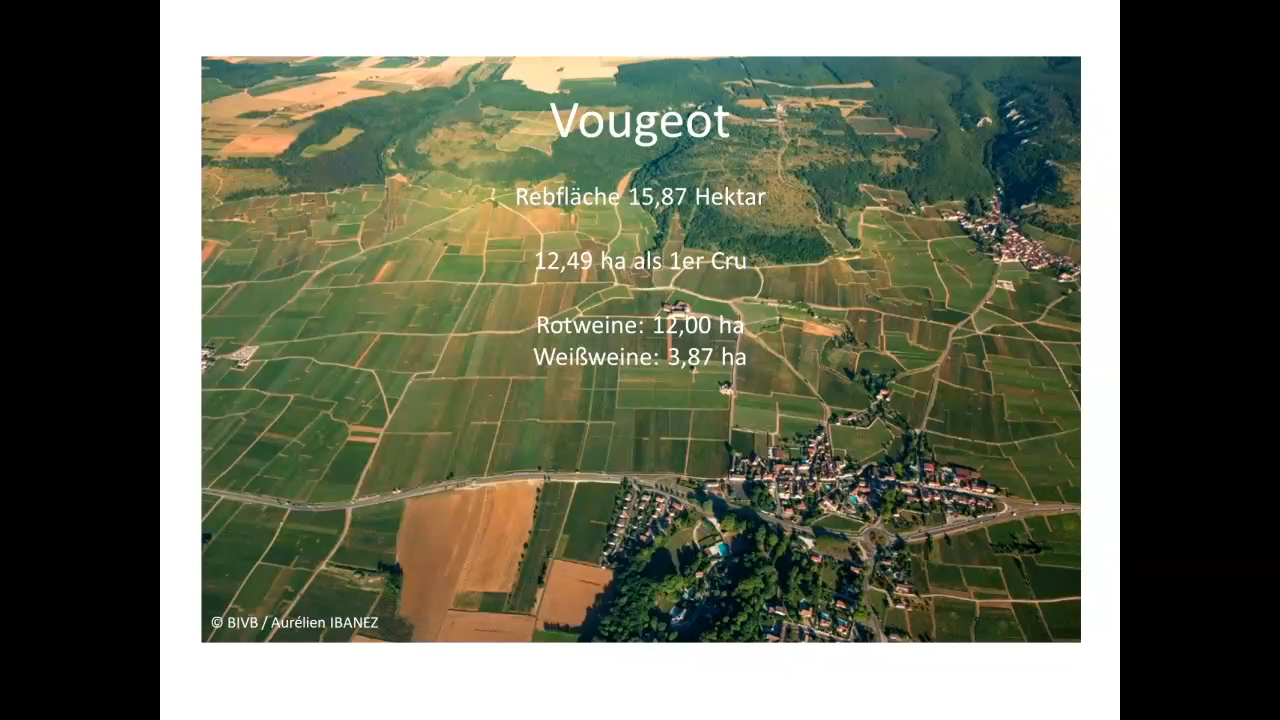 Vougeot
Rebfläche 15,87 Hektar
12,49 ha als 1er Cru
Rotweine: 12,00 ha
Weißweine: 3,87 ha
© BIVB / Aurélien IBANEZ